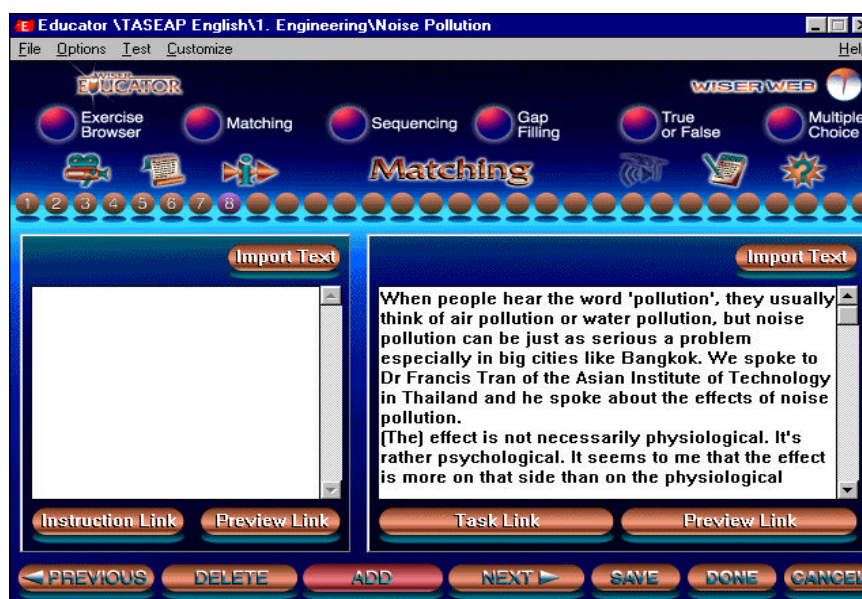 Educator \TASEAP English\1. Engineering\Noise Pollution
File Options Test Customize Hel
WISER EDUCATOR
WISER WEB
Exercise Browser
Matching
Sequencing
Gap Filling
True or False
Multiple Choice
Matching
1 2 3 4 5 6 7 8
Import Text
Import Text
When people hear the word 'pollution', they usually
think of air pollution or water pollution, but noise
pollution can be just as serious a problem
especially in big cities like Bangkok. We spoke to
Dr Francis Tran of the Asian Institute of Technology
in Thailand and he spoke about the effects of noise
pollution.
(The) effect is not necessarily physiological. It's
rather psychological. It seems to me that the effect
is more on that side than on the physiological
Instruction Link Preview Link Task Link Preview Link
PREVIOUS DELETE ADD NEXT SAVE DONE CANCEL